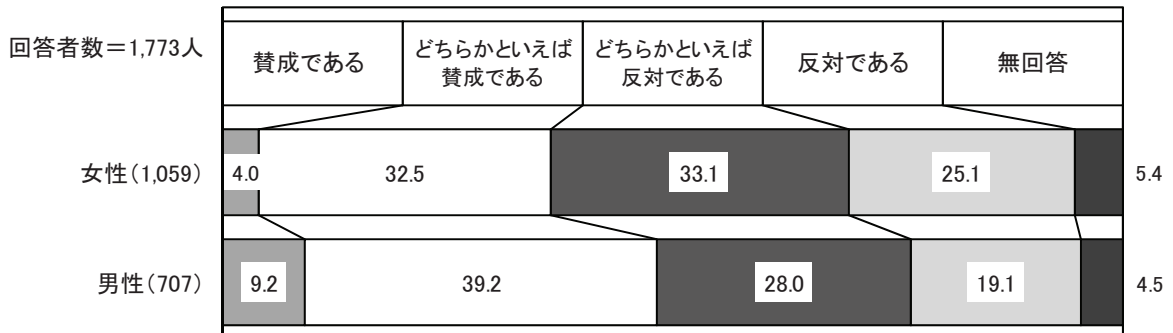 回答者数＝1,773人
賛成である
どちらかといえば
賛成である
どちらかといえば
反対である
反対である
無回答
女性(1,059)
4.0
32.5
33.1
25.1
5.4
男性(707)
9.2
39.2
28.0
19.1
4.5